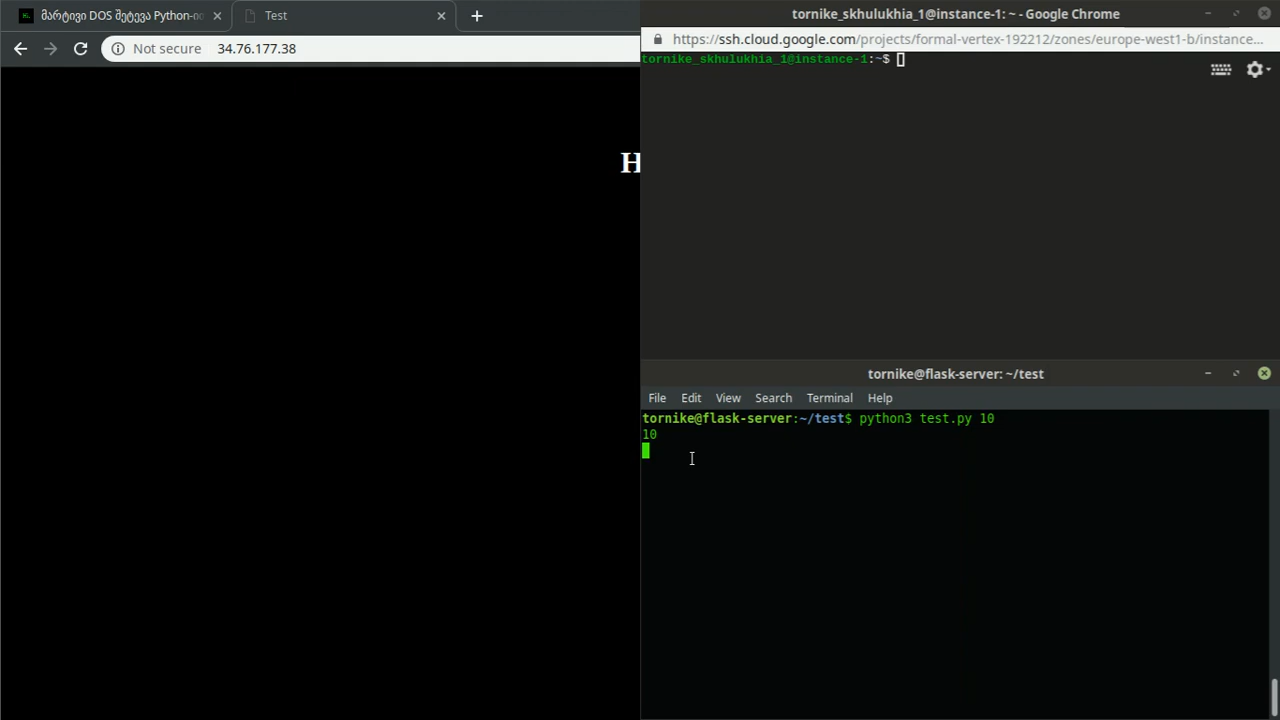 მარტივი DOS შეტევა Python-ით
Test
Not secure
34.76.177.38
H
tornike_skhulukhia_1@instance-1: ~ - Google Chrome
https://ssh.cloud.google.com/projects/formal-vertex-192212/zones/europe-west1-b/instance...
tornike_skhulukhia_1@instance-1:~$
tornike@flask-server: ~/test
File Edit View Search Terminal Help
tornike@flask-server:~/test$ python3 test.py 10
10